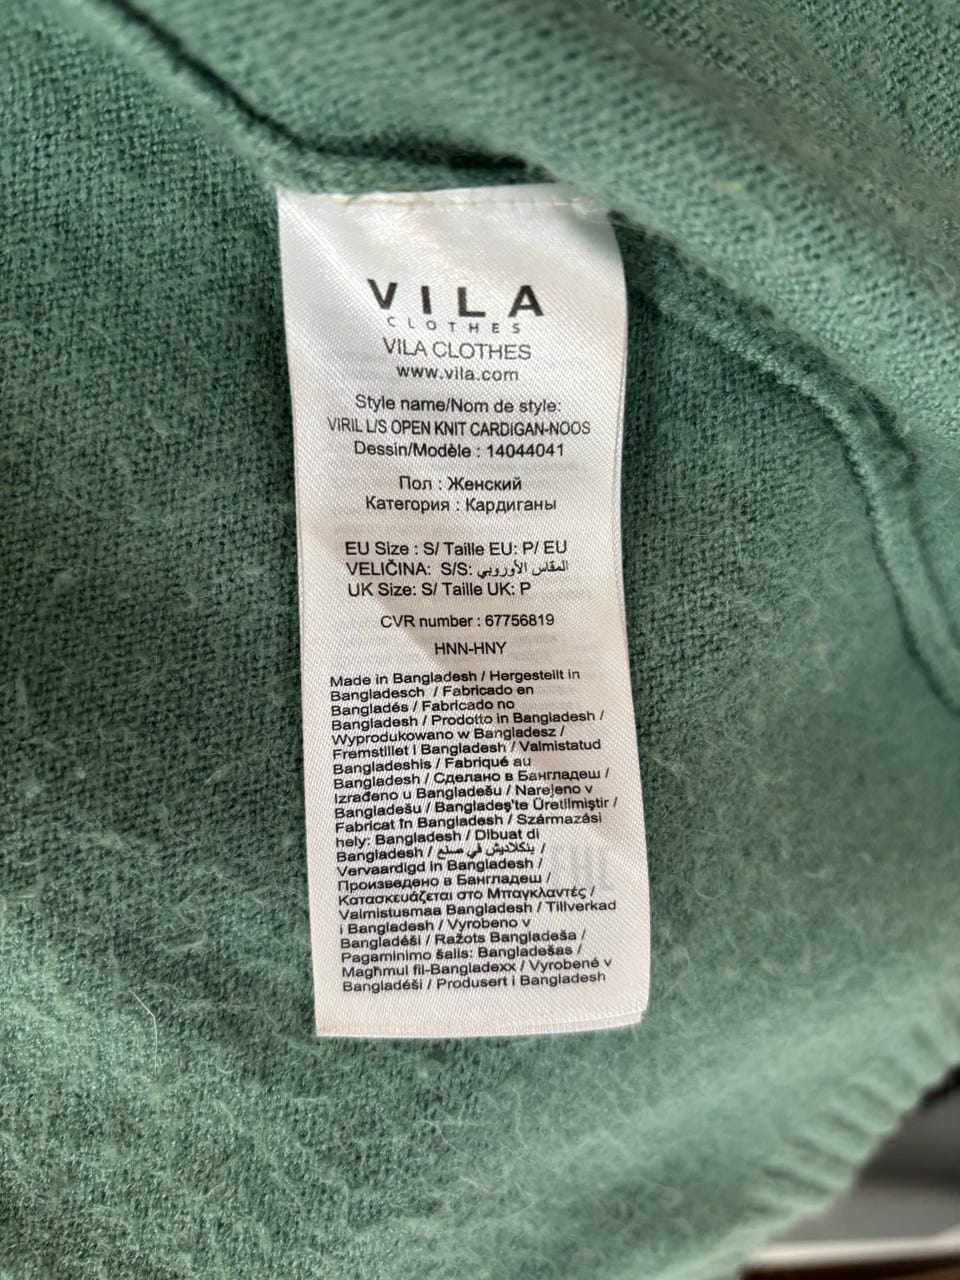 VILA
CLOTHES
VILA CLOTHES
www.vila.com
Style name/Nom de style:
VIRIL L/S OPEN KNIT CARDIGAN-NOOS
Dessin/Modèle : 14044041
Пол : Женский
Категория : Кардиганы
EU Size : S/ Taille EU: P/ EU
VELIČINA: S/S: المقاس الأوروبي
UK Size: S/ Taille UK: P
CVR number : 67756819
HNN-HNY
Made in Bangladesh / Hergestellt in
Bangladesch / Fabricado en
Bangladés / Fabricado no
Bangladesh / Prodotto in Bangladesh /
Wyprodukowano w Bangladesz /
Fremstillet i Bangladesh / Valmistatud
Bangladeshis / Fabriqué au
Bangladesh / Сделано в Бангладеш /
Izrađeno u Bangladešu / Narejeno v
Bangladešu / Bangladeş'te Üretilmiştir /
Fabricat în Bangladesh / Származási
hely: Bangladesh / Dibuat di
Bangladesh / بنكلاديش في صنع /
Vervaardigd in Bangladesh /
Произведено в Бангладеш /
Κατασκευάζεται στο Μπαγκλαντές /
Valmistusmaa Bangladesh / Tillverkad
i Bangladesh / Vyrobeno v
Bangladéši / Ražots Bangladeša /
Pagaminimo šalis: Bangladešas /
Magħmul fil-Bangladexx / Vyrobené v
Bangladéši / Produsert i Bangladesh